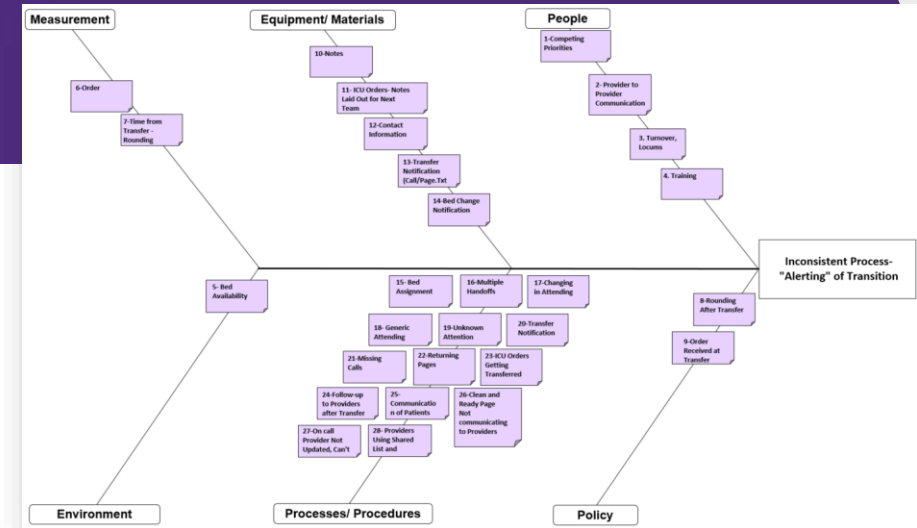 Measurement
Equipment/ Materials
People
1-Competing
Priorities
10-Notes
6-Order
11- ICU Orders- Notes
Laid Out for Next
Team
2- Provider to
Provider
Communication
7-Time from
Transfer -
Rounding
12-Contact
Information
3. Turnover,
Locums
13-Transfer
Notification
(Call/Page.Txt
4. Training
14-Bed Change
Notification
Inconsistent Process-
"Alerting" of Transition
5- Bed
Availability
15- Bed
Assignment
16-Multiple
Handoffs
17-Changing
in Attending
8-Rounding
After Transfer
18- Generic
Attending
19-Unknown
Attention
20-Transfer
Notification
9-Order
Received at
Transfer
21-Missing
Calls
22-Returning
Pages
23-ICU Orders
Getting
Transferred
24-Follow-up
to Providers
after Transfer
25-
Communicatio
n of Patients
26-Clean and
Ready Page
Not
communicating
to Providers
27-On call
Provider Not
Updated, Can't
28- Providers
Using Shared
List and
Environment
Processes/ Procedures
Policy